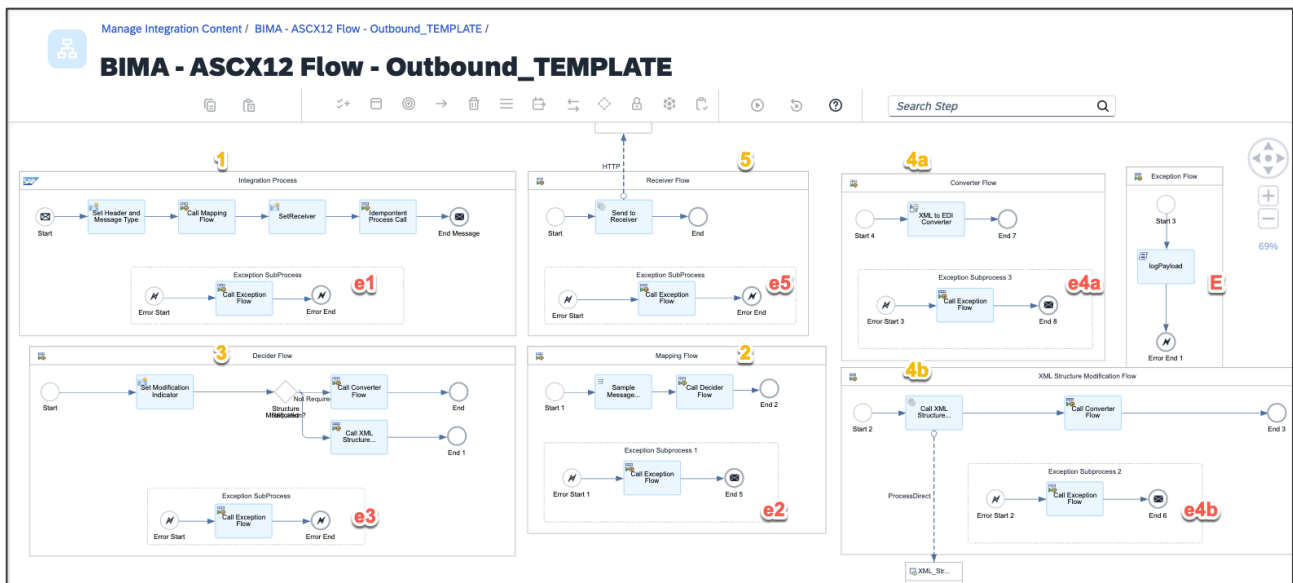 Manage Integration Content / BIMA - ASCX12 Flow - Outbound_TEMPLATE /
BIMA - ASCX12 Flow - Outbound_TEMPLATE
Search Step
HTTP
1
Integration Process
Start
Set Header and
Message Type
Call Mapping
Flow
SetReceiver
Idempontent
Process Call
End Message
Exception SubProcess
Error Start
Call Exception
Flow
Error End
e1
5
Receiver Flow
Start
Send to
Receiver
End
Exception SubProcess
Error Start
Call Exception
Flow
Error End
e5
4a
Converter Flow
Start 4
XML to EDI
Converter
End 7
Exception Subprocess 3
Error Start 3
Call Exception
Flow
End 8
e4a
Exception Flow
Start 3
logPayload
Error End 1
E
69%
3
Decider Flow
Start
Set Modification
Indicator
Structure
Not Require
Call Converter
Flow
End
Call XML
Structure...
End 1
Exception SubProcess
Error Start
Call Exception
Flow
Error End
e3
2
Mapping Flow
Start 1
Sample
Message...
Call Decider
Flow
End 2
Exception Subprocess 1
Error Start 1
Call Exception
Flow
End 5
e2
4b
XML Structure Modification Flow
Start 2
Call XML
Structure...
Call Converter
Flow
End 3
ProcessDirect
Exception Subprocess 2
Error Start 2
Call Exception
Flow
End 6
e4b
XML_Str...